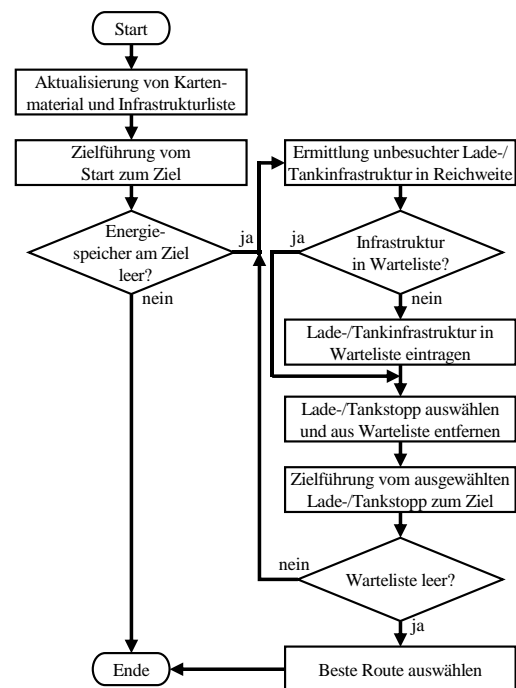 Start
Aktualisierung von Karten-
material und Infrastrukturliste
Zielführung vom
Start zum Ziel
Energie-
speicher am Ziel
leer?
ja
nein
Ermittlung unbesuchter Lade-/
Tankinfrastruktur in Reichweite
ja
Infrastruktur
in Warteliste?
nein
Lade-/Tankinfrastruktur in
Warteliste eintragen
Lade-/Tankstopp auswählen
und aus Warteliste entfernen
Zielführung vom ausgewählten
Lade-/Tankstopp zum Ziel
nein
Warteliste leer?
ja
Beste Route auswählen
Ende